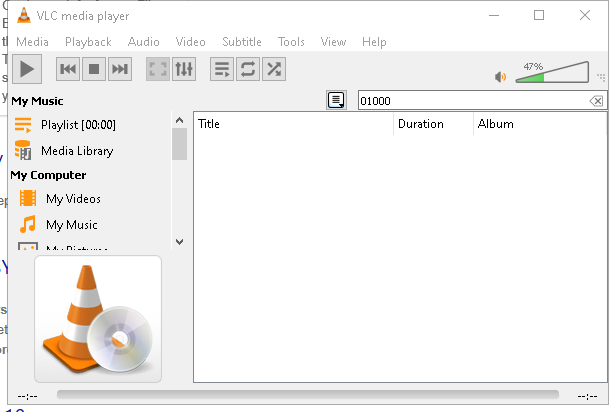 VLC media player
Media Playback Audio Video Subtitle Tools View Help
47%
My Music
01000
Playlist [00:00]
Media Library
My Computer
My Videos
My Music
My Pictures
Title Duration Album
--:-- --:--